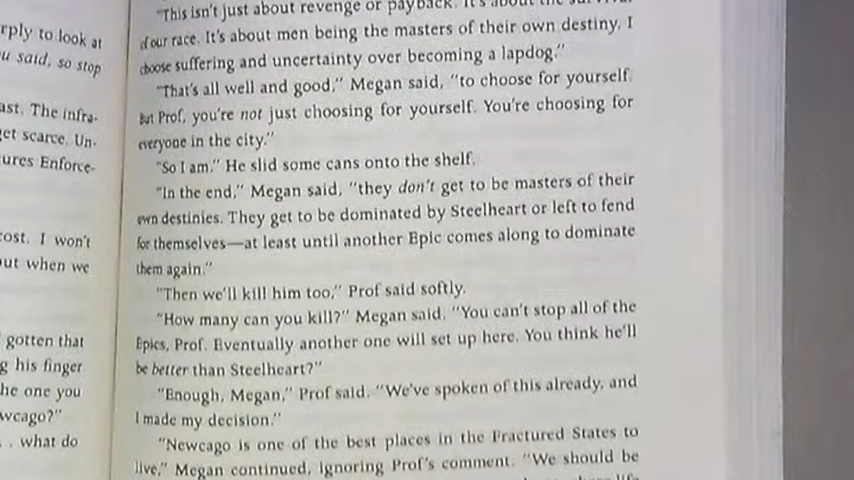 rply to look at
u said, so stop
ast. The infra-
get scarce. Un-
ures Enforce-
cost. I won't
out when we
gotten that
g his finger
he one you
wcago?"
. . what do
"This isn't just about revenge or payback. It's about the
of our race. It's about men being the masters of their own destiny. I
choose suffering and uncertainty over becoming a lapdog."
"That's all well and good," Megan said, "to choose for yourself.
But Prof, you're not just choosing for yourself. You're choosing for
everyone in the city."
"So I am." He slid some cans onto the shelf.
"In the end," Megan said, "they don't get to be masters of their
own destinies. They get to be dominated by Steelheart or left to fend
for themselves—at least until another Epic comes along to dominate
them again."
"Then we'll kill him too," Prof said softly.
"How many can you kill?" Megan said. "You can't stop all of the
Epics, Prof. Eventually another one will set up here. You think he'll
be better than Steelheart?"
"Enough, Megan," Prof said. "We've spoken of this already, and
I made my decision."
"Newcago is one of the best places in the Fractured States to
live," Megan continued, ignoring Prof's comment. "We should be